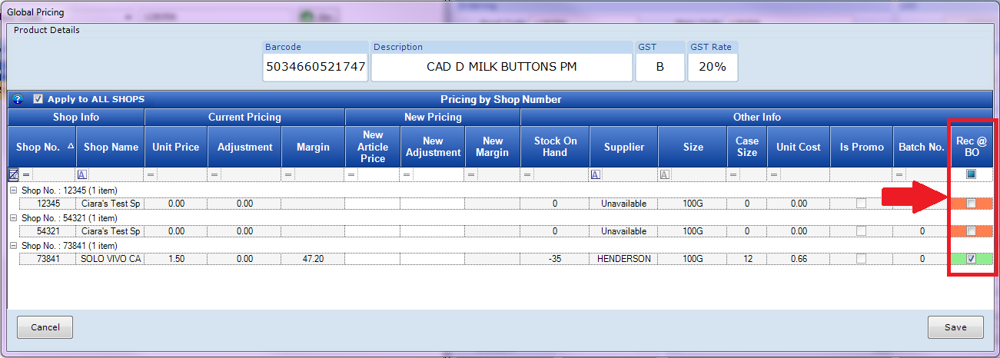 Global Pricing
Product Details
Barcode Description GST GST Rate
5034660521747 CAD D MILK BUTTONS PM B 20%
? Apply to ALL SHOPS Pricing by Shop Number
Shop Info Current Pricing New Pricing Other Info
Shop No. Shop Name Unit Price Adjustment Margin New Article Price New Adjustment New Margin Stock On Hand Supplier Size Case Size Unit Cost Is Promo Batch No. Rec @ BO
= A = = = = = = = A A = = =
Shop No. : 12345 (1 item)
12345 Ciara's Test Sp 0.00 0.00 0 Unavailable 100G 0 0.00
Shop No. : 54321 (1 item)
54321 Ciara's Test Sp 0.00 0.00 0 Unavailable 100G 0 0.00 0
Shop No. : 73841 (1 item)
73841 SOLO VIVO CA 1.50 0.00 47.20 -35 HENDERSON 100G 12 0.66 0
Cancel Save